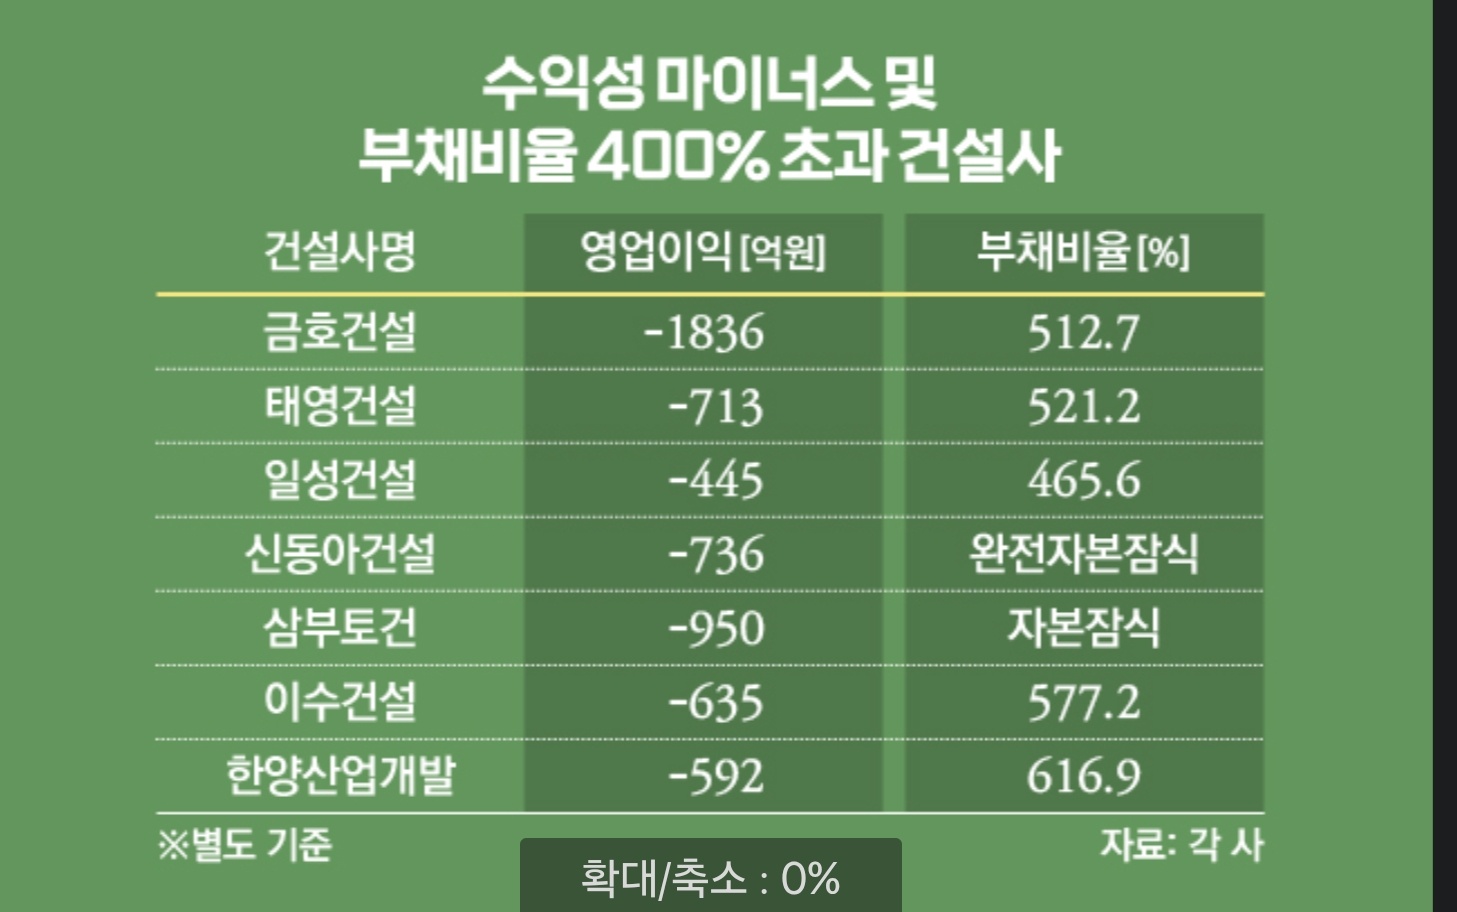 수익성 마이너스 및
부채비율 400% 초과 건설사
건설사명 영업이익 [억원] 부채비율 [%]
금호건설 -1836 512.7
태영건설 -713 521.2
일성건설 -445 465.6
신동아건설 -736 완전자본잠식
삼부토건 -950 자본잠식
이수건설 -635 577.2
한양산업개발 -592 616.9
※별도 기준 자료: 각 사
확대/축소 : 0%